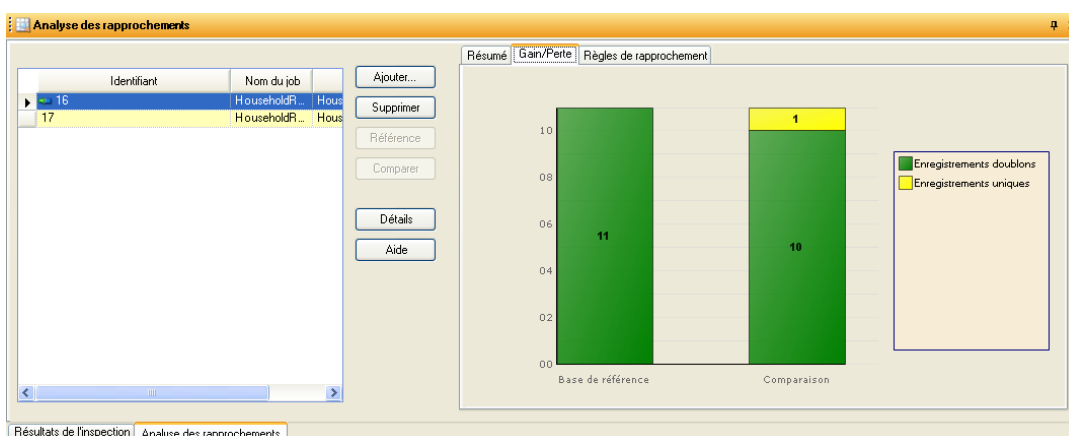 Analyse des rapprochements
Résumé Gain/Perte Règles de rapprochement
Identifiant Nom du job
16 HouseholdR... Hous
17 HouseholdR... Hous
Ajouter...
Supprimer
Référence
Comparer
Détails
Aide
10
08
06
04
02
00
11
1
10
Base de référence Comparaison
Enregistrements doublons
Enregistrements uniques
Résultats de l'inspection Analyse des rapprochements